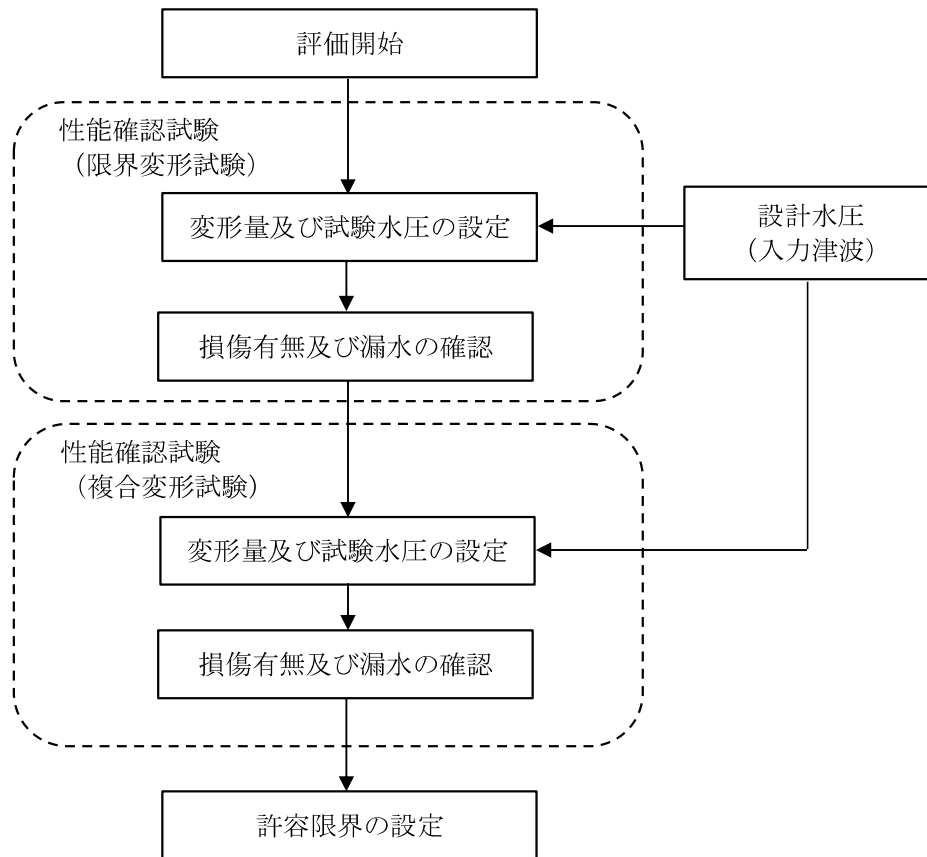 評価開始
性能確認試験
（限界変形試験）
変形量及び試験水圧の設定
設計水圧
（入力津波）
損傷有無及び漏水の確認
性能確認試験
（複合変形試験）
変形量及び試験水圧の設定
損傷有無及び漏水の確認
許容限界の設定